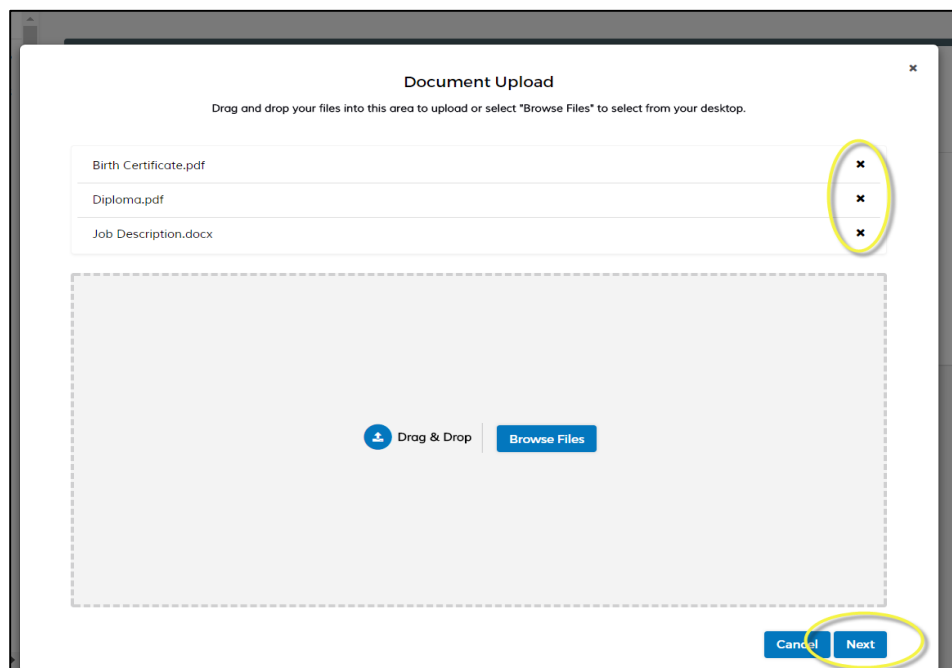 Document Upload
Drag and drop your files into this area to upload or select "Browse Files" to select from your desktop.
Birth Certificate.pdf
Diploma.pdf
Job Description.docx
Drag & Drop
Browse Files
Cancel
Next